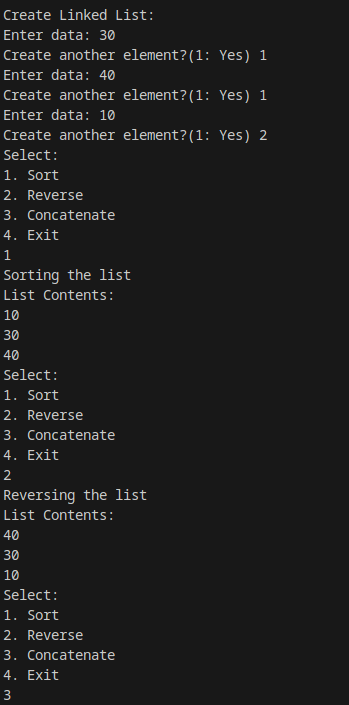 Create Linked List:
Enter data: 30
Create another element?(1: Yes) 1
Enter data: 40
Create another element?(1: Yes) 1
Enter data: 10
Create another element?(1: Yes) 2
Select:
1. Sort
2. Reverse
3. Concatenate
4. Exit
1
Sorting the list
List Contents:
10
30
40
Select:
1. Sort
2. Reverse
3. Concatenate
4. Exit
2
Reversing the list
List Contents:
40
30
10
Select:
1. Sort
2. Reverse
3. Concatenate
4. Exit
3